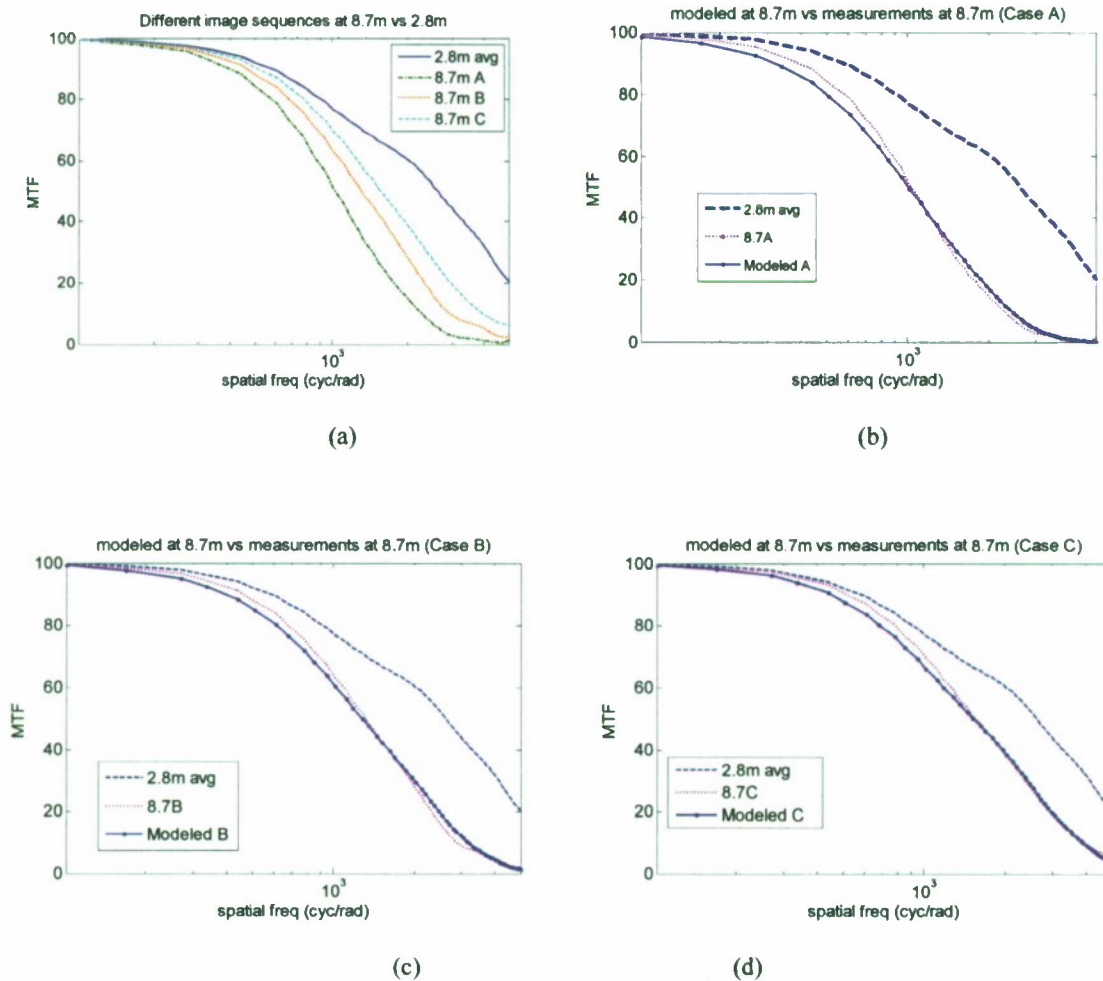 Different image sequences at 8.7m vs 2.8m
100
80
60
40
20
0
MTF
2.8m avg
8.7m A
8.7m B
8.7m C
10³
spatial freq (cyc/rad)
(a)
modeled at 8.7m vs measurements at 8.7m (Case A)
100
80
60
40
20
0
MTF
2.8m avg
8.7A
Modeled A
10³
spatial freq (cyc/rad)
(b)
modeled at 8.7m vs measurements at 8.7m (Case B)
100
80
60
40
20
0
MTF
2.8m avg
8.7B
Modeled B
10³
spatial freq (cyc/rad)
(c)
modeled at 8.7m vs measurements at 8.7m (Case C)
100
80
60
40
20
0
MTF
2.8m avg
8.7C
Modeled C
10³
spatial freq (cyc/rad)
(d)